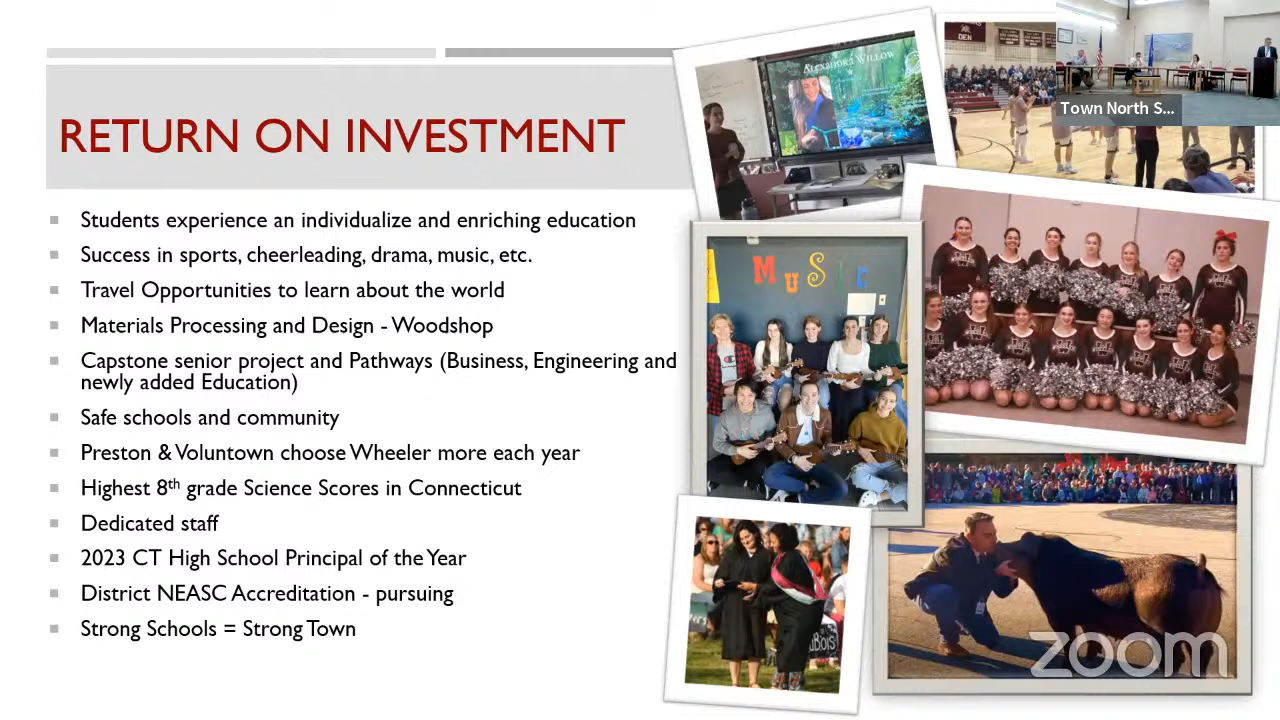 RETURN ON INVESTMENT
Students experience an individualize and enriching education
Success in sports, cheerleading, drama, music, etc.
Travel Opportunities to learn about the world
Materials Processing and Design - Woodshop
Capstone senior project and Pathways (Business, Engineering and
newly added Education)
Safe schools and community
Preston & Voluntown choose Wheeler more each year
Highest 8th grade Science Scores in Connecticut
Dedicated staff
2023 CT High School Principal of the Year
District NEASC Accreditation - pursuing
Strong Schools = Strong Town
Alexandra Willow
DEN
Town North S...
MUSIC
zoom